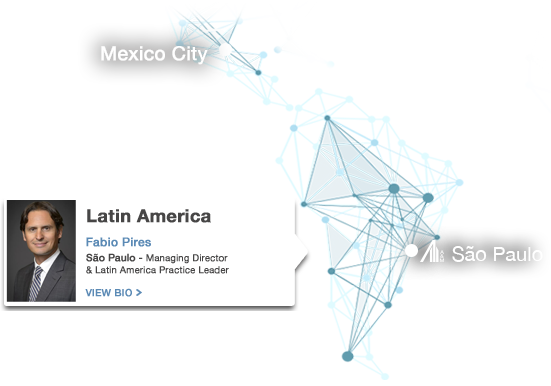 Mexico City
Latin America
Fabio Pires
São Paulo - Managing Director
& Latin America Practice Leader
VIEW BIO >
São Paulo